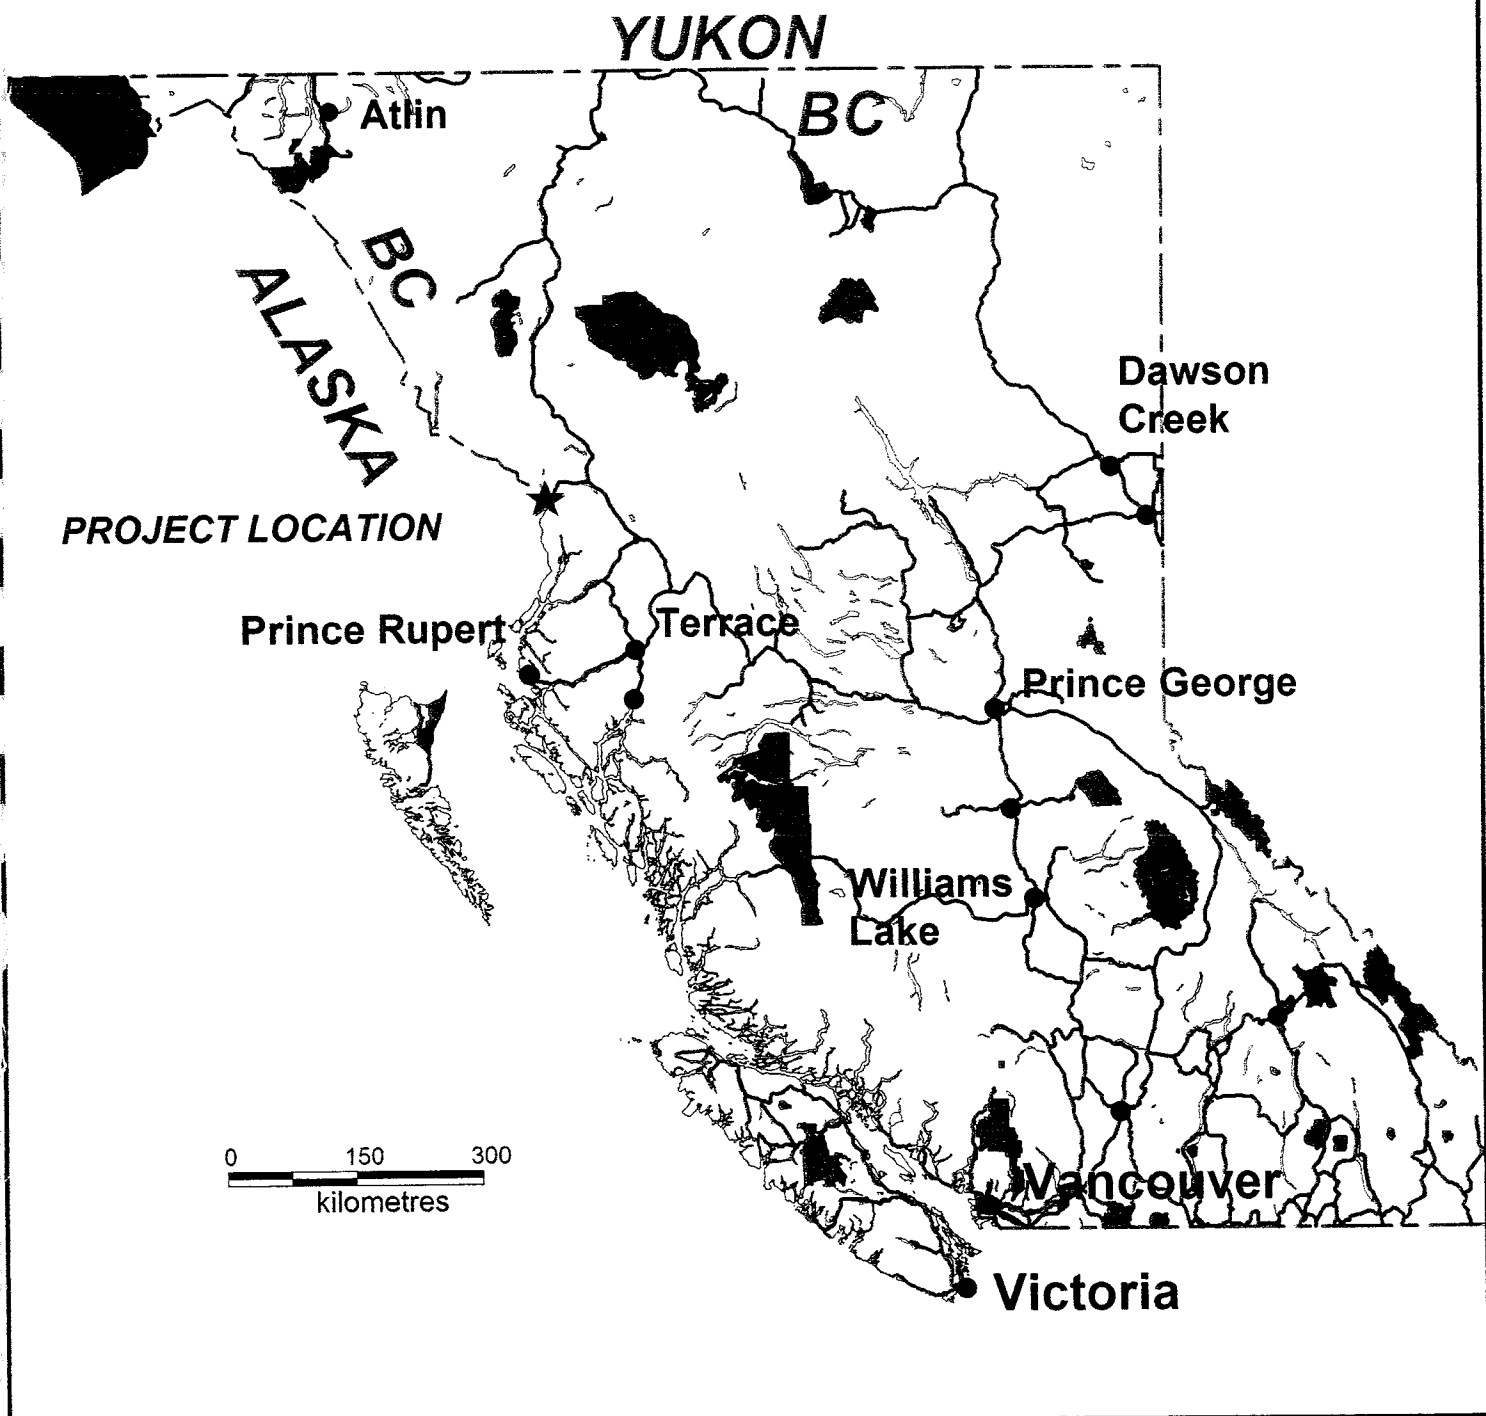 YUKON
Atlin
BC
BC
ALASKA
Dawson
Creek
PROJECT LOCATION
Prince Rupert
Terrace
Prince George
Williams
Lake
0 150 300
kilometres
Vancouver
Victoria